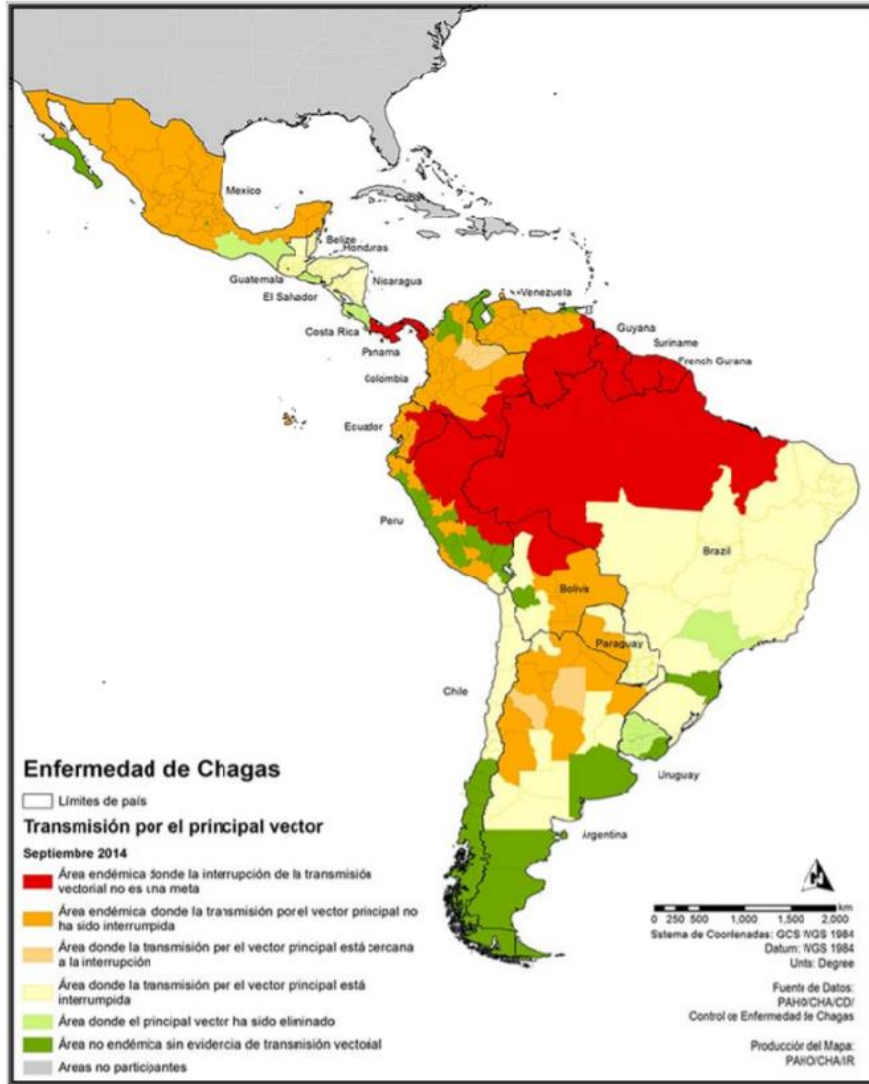 Mexico
Cuba
Belize
Honduras
Guatemala
Nicaragua
El Salvador
Costa Rica
Panama
Venezuela
Guyana
Suriname
French Guiana
Colombia
Ecuador
Peru
Brazil
Bolivia
Paraguay
Chile
Uruguay
Argentina
Enfermedad de Chagas
Límites de país
Transmisión por el principal vector
Septiembre 2014
Área endémica donde la interrupción de la transmisión
vectorial no es una meta
Área endémica donde la transmisión por el vector principal no
ha sido interrumpida
Área donde la transmisión por el vector principal está cercana
a la interrupción
Área donde la transmisión por el vector principal está
interrumpida
Área donde el principal vector ha sido eliminado
Área no endémica sin evidencia de transmisión vectorial
Areas no participantes
N
km
0 250 500 1,000 1,500 2,000
Sistema de Coordenadas: GCS WGS 1984
Datum: WGS 1984
Units: Degree
Fuente de Datos:
PAHO/CHA/CD/
Control de Enfermedad de Chagas
Producción del Mapa:
PAHO/CHA/IR